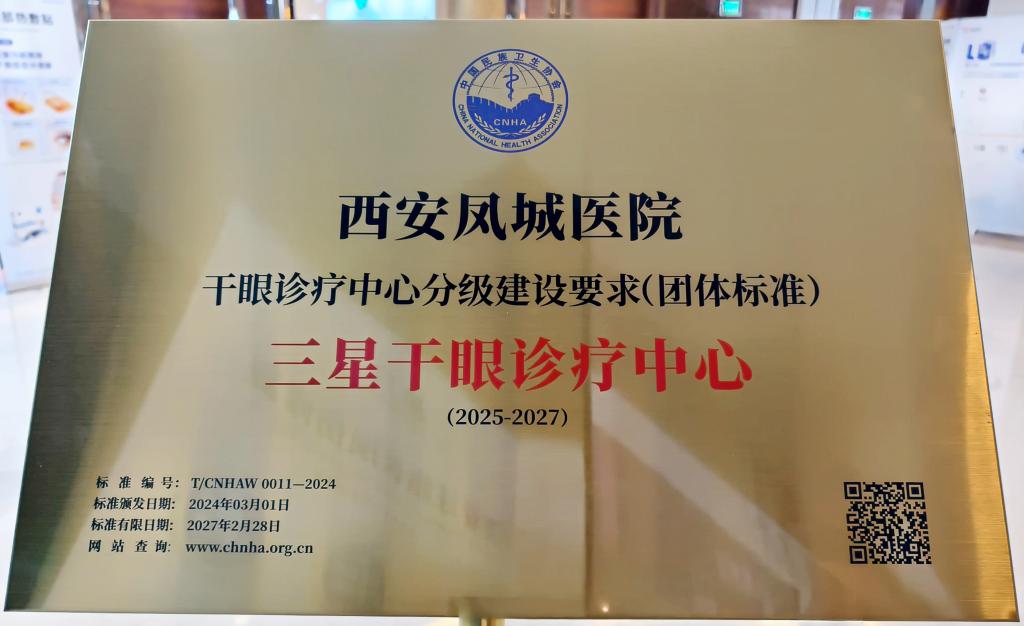 中国民族卫生协会
CNHA
CHINA NATIONAL HEALTH ASSOCIATION
西安凤城医院
干眼诊疗中心分级建设要求(团体标准)
三星干眼诊疗中心
(2025-2027)
标 准 编 号: T/CNHAW 0011—2024
标准颁发日期: 2024年03月01日
标准有限日期: 2027年2月28日
网 站 查 询: www.chnha.org.cn